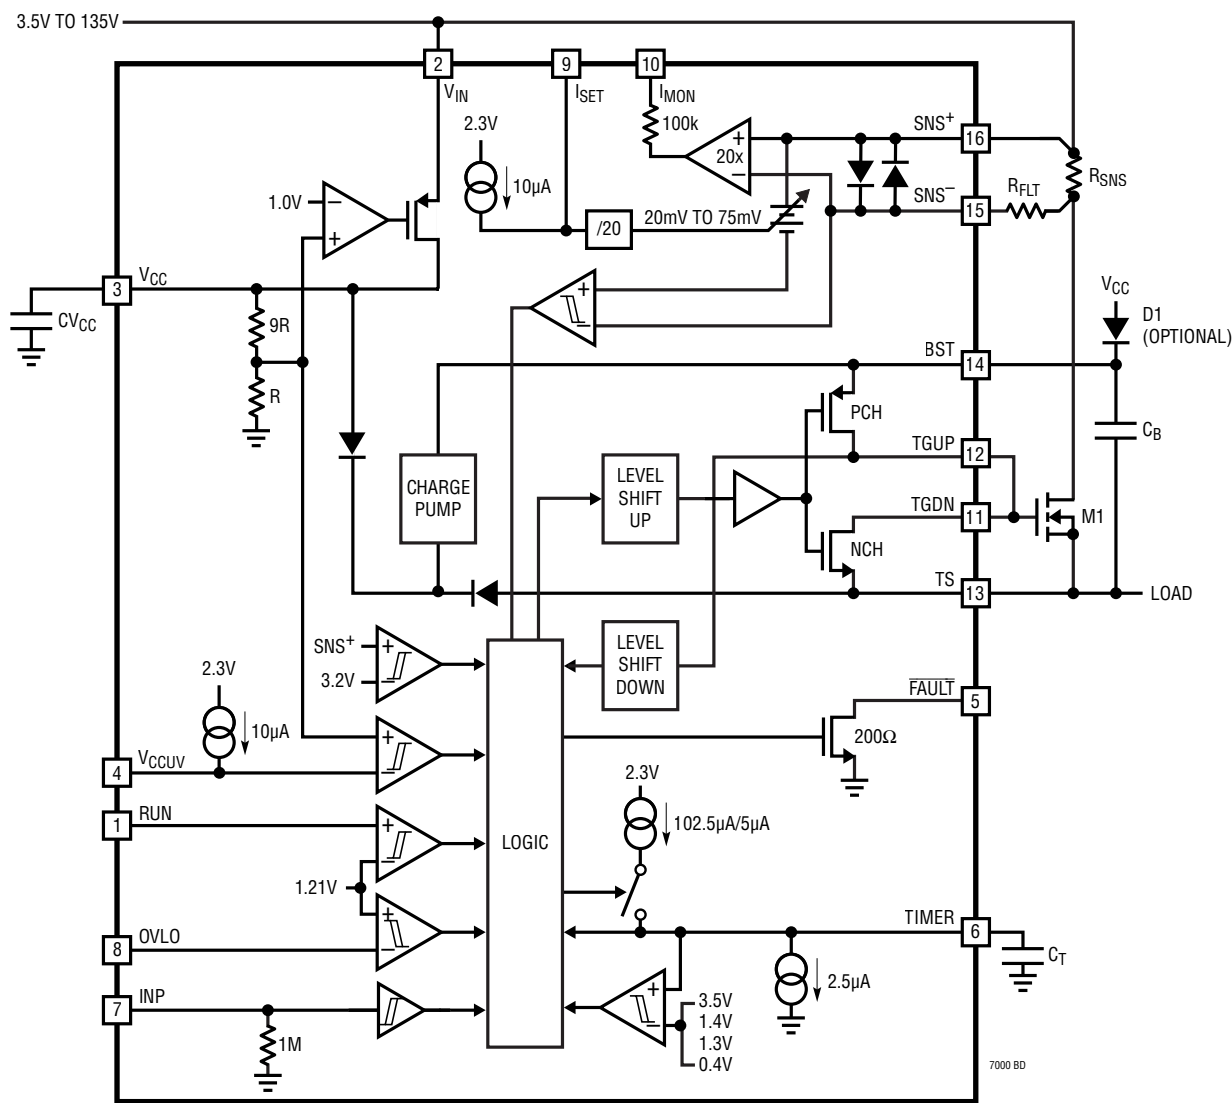 3.5V TO 135V
2
9
10
VIN
ISET
IMON
2.3V
100k
SNS+
16
+
20x
−
10µA
RSNS
RFLT
SNS−
15
1.0V
−
+
/20
20mV TO 75mV
VCC
3
+
−
VCC
CVCC
9R
D1
(OPTIONAL)
BST
14
R
PCH
CB
TGUP
12
CHARGE
PUMP
LEVEL
SHIFT
UP
TGDN
11
M1
NCH
TS
13
LOAD
SNS+
+
3.2V
−
LEVEL
SHIFT
DOWN
2.3V
FAULT
5
10µA
200Ω
+
−
VCCUV
4
2.3V
RUN
1
+
−
LOGIC
102.5µA/5µA
1.21V
+
−
TIMER
6
OVLO
8
CT
2.5µA
INP
7
+
−
3.5V
1.4V
1.3V
0.4V
1M
7000 BD